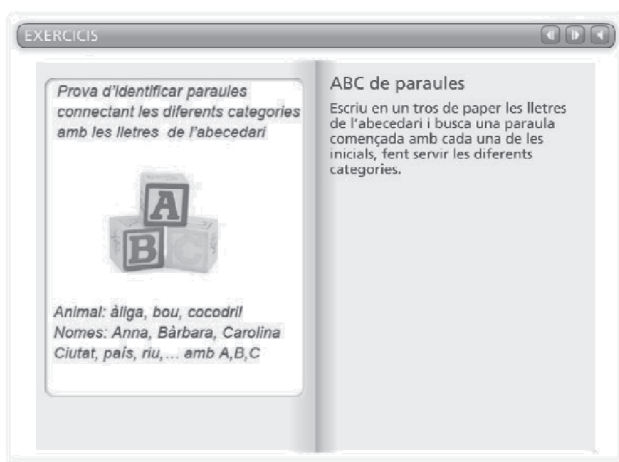 EXERCICIS
Prova d'identificar paraules
connectant les diferents categories
amb les lletres de l'abecedari
A
B
C
Animal: àliga, bou, cocodril
Nomes: Anna, Bàrbara, Carolina
Ciutat, país, riu,... amb A,B,C
ABC de paraules
Escriu en un tros de paper les lletres
de l'abecedari i busca una paraula
començada amb cada una de les
inicials, fent servir les diferents
categories.